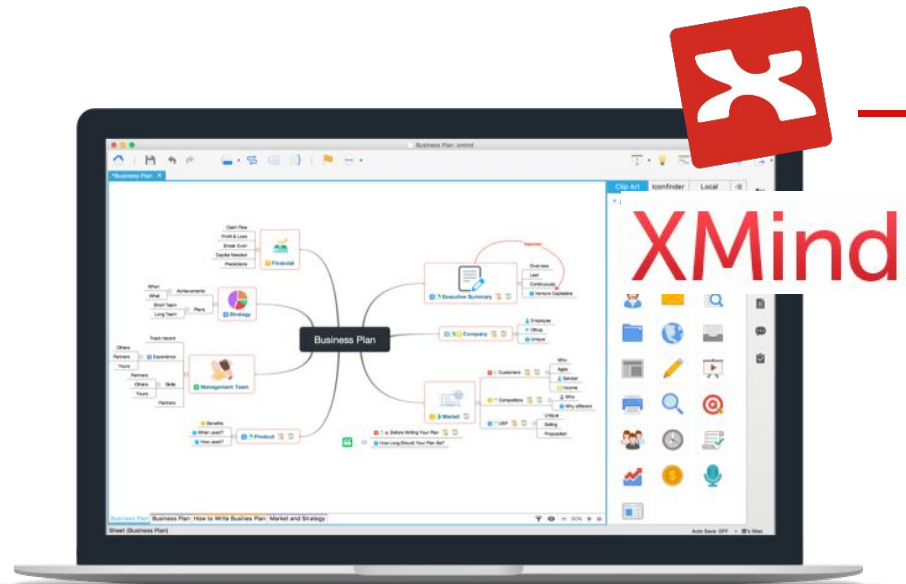 XMind
Business Plan .xmind
*Business Plan
Clip Art
Iconfinder
Local
Cash Flow
Profit & Loss
Break Even
Capital Needed
Predictions
Financial
When
What
Achievements
Short Team
Long Team
Plans
Strategy
Track record
Others
Partners
Yours
Experience
Partners
Others
Yours
Skills
Partners
Management Team
Benefits
When used?
How used?
Product
Business Plan
Overview
Last
Continuously
Venture Capitalists
Executive Summary
Employee
Office
Unique
Company
Who
Ages
Gender
Income
Customers
Who
Why different
Competitors
Unique
Selling
Proposition
USP
Market
Before Writing Your Plan
How Long Should Your Plan Be?
Business Plan
Business Plan
How to Write Busines Plan
Market and Strategy
Sheet (Business Plan)
Auto Save: OFF